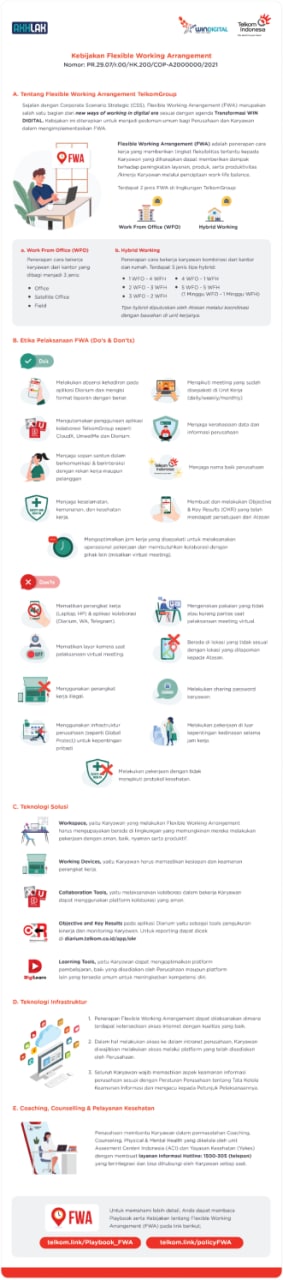 AKHLAK
WINDIGITAL
Telkom
Indonesia
Kebijakan Flexible Working Arrangement
Nomor: PR.29.07/r.00/HK.200/COP-A2000000/2021
A. Tentang Flexible Working Arrangement TelkomGroup
Sejalan dengan Corporate Scenario Strategic (CSS), Flexible Working Arrangement (FWA) merupakan
salah satu bagian dari new ways of working in digital era sesuai dengan agenda Transformasi WIN
DIGITAL. Kebijakan ini diterapkan untuk menjadi pedoman umum bagi Perusahaan dan Karyawan
dalam mengimplementasikan FWA
FWA
Flexible Working Arrangement (FWA) adalah penerapan cara
kerja yang memberikan tingkat fleksibilitas tertentu kepada
Karyawan yang diharapkan dapat memberikan dampak
terhadap peningkatan layanan, produk, serta produktivitas
/kinerja Karyawan melalui penciptaan work-life balance.
Terdapat 2 jenis FWA di lingkungan TelkomGroup
Work From Office (WFO)
Hybrid Working
a. Work From Office (WFO)
Penerapan cara bekerja
karyawan dari kantor yang
dibagi menjadi 3 jenis:
• Office
• Satellite Office
• Field
b. Hybrid Working
Penerapan cara bekerja karyawan kombinasi dari kantor
dan rumah. Terdapat 5 jenis tipe hybrid:
• 1 WFO - 4 WFH
• 2 WFO - 3 WFH
• 3 WFO - 2 WFH
• 4 WFO - 1 WFH
• 5 WFO - 5 WFH
(1 Minggu WFO - 1 Minggu WFH)
Tipe hybrid diputuskan oleh Atasan melalui koordinasi
dengan bawahan di unit kerjanya.
B. Etika Pelaksanaan FWA (Do's & Don'ts)
Do's
Melakukan absensi kehadiran pada
aplikasi Diarium dan mengisi
format laporan dengan benar.
Mengikuti meeting yang sudah
disepakati di Unit Kerja
(daily/weekly/monthly).
Mengutamakan penggunaan aplikasi
kolaborasi TelkomGroup seperti
CloudX, UmeetMe dan Diarium.
Menjaga kerahasiaan data dan
informasi perusahaan
Menjaga sopan santun dalam
berkomunikasi & berinteraksi
dengan rekan kerja maupun
pelanggan
Menjaga nama baik perusahaan
Menjaga keselamatan,
keamanan, dan kesehatan
kerja.
Membuat dan melakukan Objective
& Key Results (OKR) yang telah
mendapat persetujuan dari Atasan
Mengoptimalkan jam kerja yang disepakati untuk melaksanakan
operasional pekerjaan dan membutuhkan kolaborasi dengan
pihak lain (misalkan virtual meeting).
Don'ts
Mematikan perangkat kerja
(Laptop, HP) & aplikasi kolaborasi
(Diarium, WA, Telegram).
Mengenakan pakaian yang tidak
atau kurang pantas saat
pelaksanaan meeting virtual.
Mematikan layar kamera saat
pelaksanaan virtual meeting.
Berada di lokasi yang tidak sesuai
dengan lokasi yang dilaporkan
kepada Atasan.
Menggunakan perangkat
kerja illegal.
Melakukan sharing password
karyawan.
Menggunakan infrastruktur
perusahaan (seperti Global
Protect) untuk kepentingan
pribadi
Melakukan pekerjaan di luar
kepentingan kedinasan selama
jam kerja.
Melakukan pekerjaan dengan tidak
mengikuti protokol kesehatan.
C. Teknologi Solusi
Workspace, yaitu Karyawan yang melakukan Flexible Working Arrangement
harus mengupayakan berada di lingkungan yang memungkinkan mereka melakukan
pekerjaan dengan aman, baik, nyaman serta produktif.
Working Devices, yaitu Karyawan harus memastikan kesiapan dan keamanan
perangkat kerja.
Collaboration Tools, yaitu melaksanakan kolaborasi dalam bekerja Karyawan
dapat menggunakan platform kolaborasi yang aman.
Objective and Key Results pada aplikasi Diarium yaitu sebagai tools pengukuran
kinerja dan monitoring Karyawan. Untuk reporting dapat dicek
di diarium.telkom.co.id/app/okr
DigiLearn
Learning Tools, yaitu Karyawan dapat mengoptimalkan platform
pembelajaran, baik yang disediakan oleh Perusahaan maupun platform
lain yang tersedia umum untuk meningkatkan kompetensi diri.
D. Teknologi Infrastruktur
1. Penerapan Flexible Working Arrangement dapat dilaksanakan dimana
terdapat ketersediaan akses internet dengan kualitas yang baik.
2. Dalam hal melakukan akses ke dalam intranet perusahaan, Karyawan
diwajibkan melakukan akses melalui platform yang telah disediakan
oleh Perusahaan.
3. Seluruh Karyawan wajib memastikan aspek keamanan informasi
perusahaan sesuai dengan Peraturan Perusahaan tentang Tata Kelola
Keamanan Informasi dan mengacu kepada Petunjuk Pelaksanaannya.
E. Coaching, Counselling & Pelayanan Kesehatan
Perusahaan membantu Karyawan dalam permasalahan Coaching,
Counseling, Physical & Mental Health yang dikelola oleh unit
Assessment Center Indonesia (ACI) dan Yayasan Kesehatan (Yakes)
dengan membuat layanan Informasi Hotline: 1500-305 (telepon)
yang terintegrasi dan bisa dihubungi oleh Karyawan setiap saat.
FWA
Untuk memahami lebih detail, Anda dapat membaca
Playbook serta Kebijakan tentang Flexible Working
Arrangement (FWA) pada link berikut.
telkom.link/Playbook_FWA
telkom.link/policyFWA